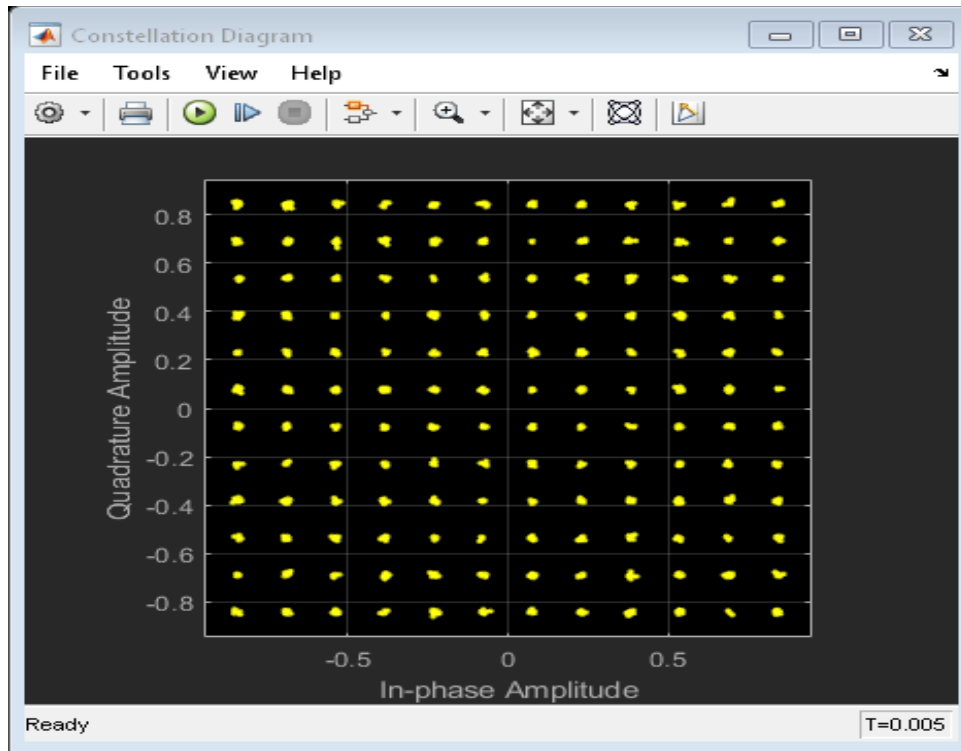 Constellation Diagram
File Tools View Help
0.8
0.6
0.4
0.2
0
-0.2
-0.4
-0.6
-0.8
Quadrature Amplitude
-0.5 0 0.5
In-phase Amplitude
Ready T=0.005